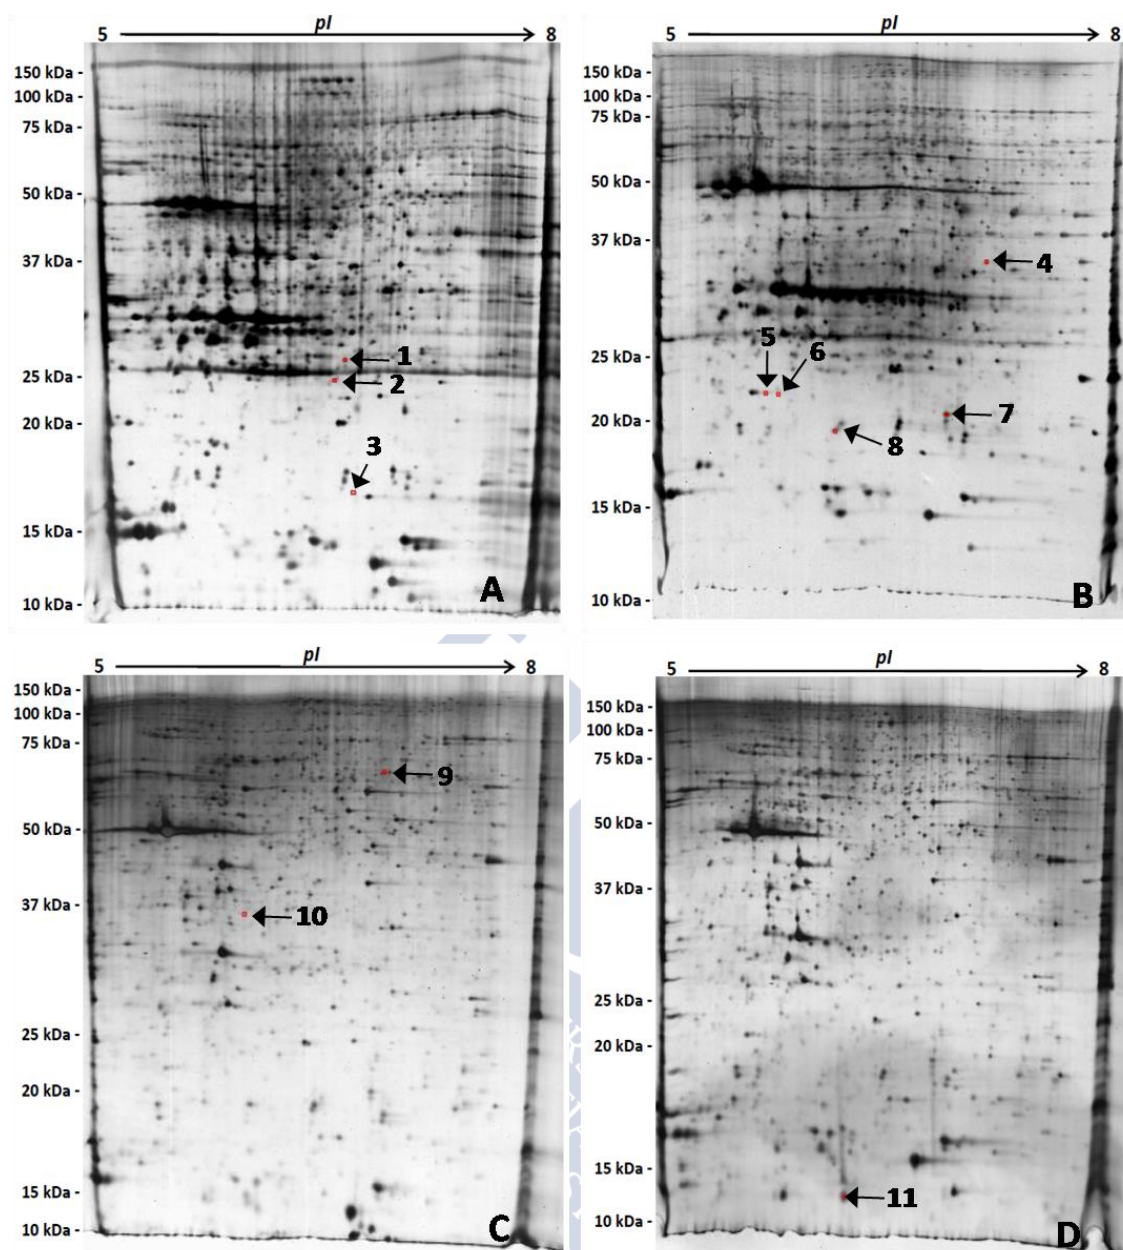 pI
5 8
150 kDa -
100 kDa -
75 kDa -
50 kDa -
37 kDa -
25 kDa -
20 kDa -
15 kDa -
10 kDa -
1
2
3
A
pI
5 8
150 kDa -
100 kDa -
75 kDa -
50 kDa -
37 kDa -
25 kDa -
20 kDa -
15 kDa -
10 kDa -
4
5 6
7
8
B
pI
5 8
150 kDa -
100 kDa -
75 kDa -
50 kDa -
37 kDa -
25 kDa -
20 kDa -
15 kDa -
10 kDa -
9
10
C
pI
5 8
150 kDa -
100 kDa -
75 kDa -
50 kDa -
37 kDa -
25 kDa -
20 kDa -
15 kDa -
10 kDa -
11
D